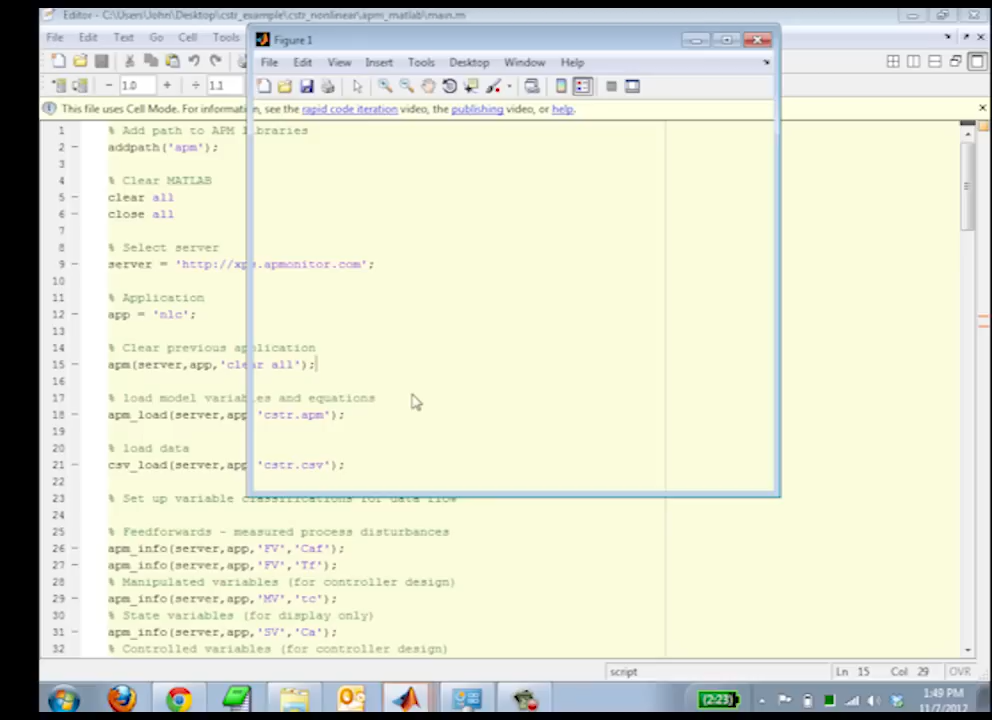 Editor - C:\Users\John\Desktop\cstr_example\cstr_nonlinear\apm_matlab\main.m
File Edit Text Go Cell Tools
Figure 1
File Edit View Insert Tools Desktop Window Help
- 1.0 + ÷ 1.1
This file uses Cell Mode. For information, see the rapid code iteration video, the publishing video, or help.
1 % Add path to APM libraries
2 - addpath('apm');
3
4 % Clear MATLAB
5 - clear all
6 - close all
7
8 % Select server
9 - server = 'http://xps.apmonitor.com';
10
11 % Application
12 - app = 'nlc';
13
14 % Clear previous application
15 - apm(server,app,'clear all');
16
17 % load model variables and equations
18 - apm_load(server,app 'cstr.apm');
19
20 % load data
21 - csv_load(server,app 'cstr.csv');
22
23 % Set up variable classifications for data flow
24
25 % Feedforwards - measured process disturbances
26 - apm_info(server,app,'FV','Caf');
27 - apm_info(server,app,'FV','Tf');
28 % Manipulated variables (for controller design)
29 - apm_info(server,app,'MV','tc');
30 % State variables (for display only)
31 - apm_info(server,app,'SV','Ca');
32 % Controlled variables (for controller design)
script Ln 15 Col 29 OVR
(2:23) 1:49 PM
11/7/2012